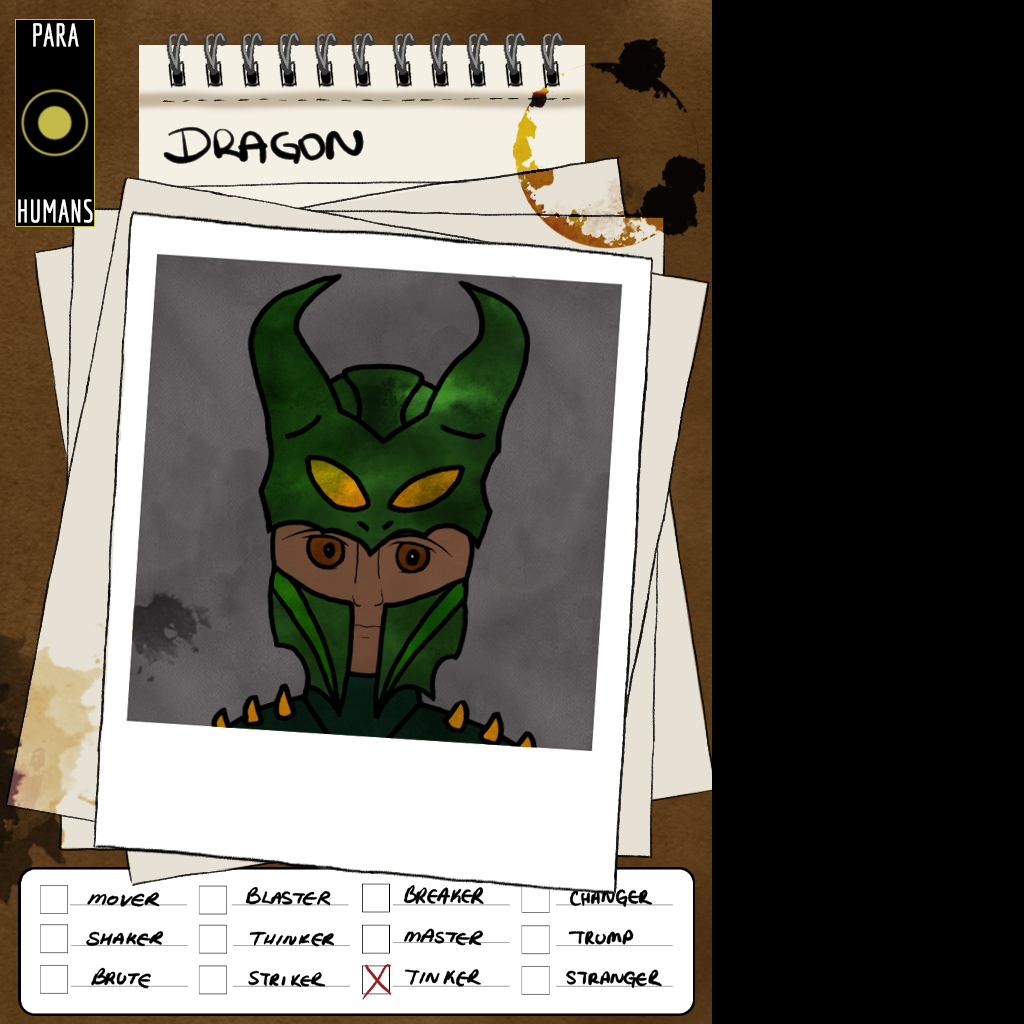 PARA
HUMANS
DRAGON
MOVER BLASTER BREAKER CHANGER
SHAKER THINKER MASTER TRUMP
BRUTE STRIKER TINKER STRANGER